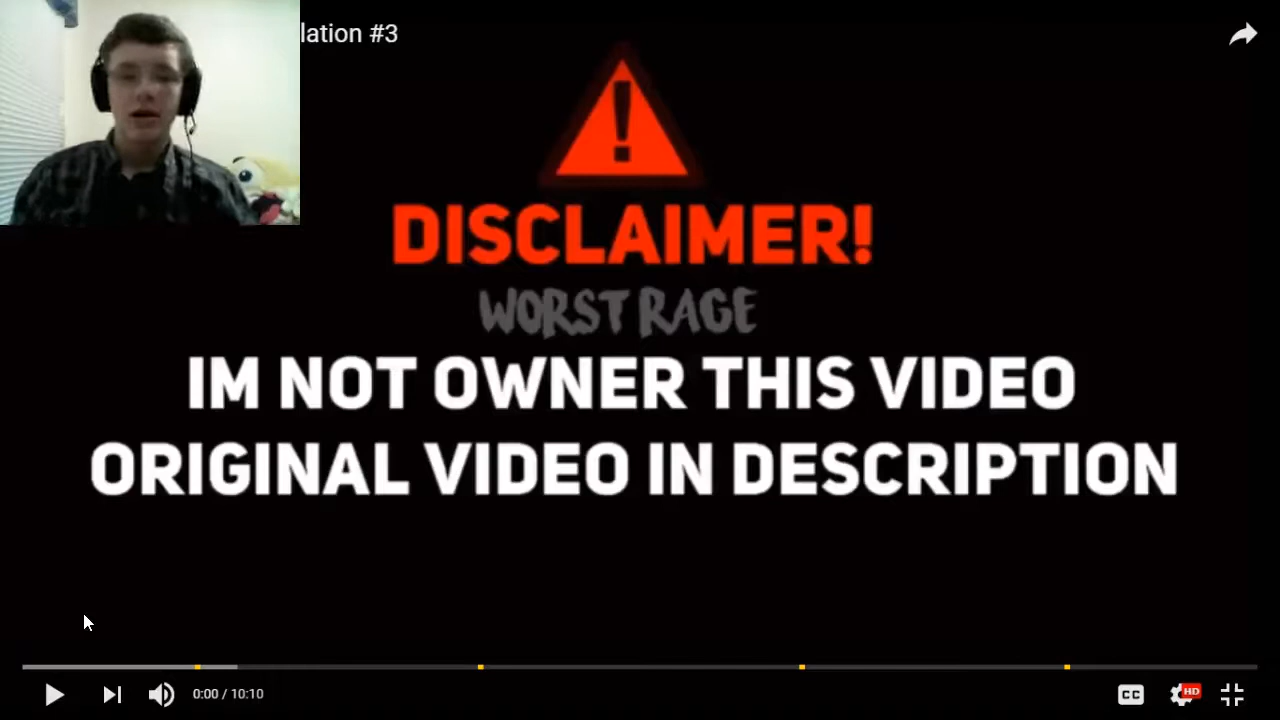 lation #3
DISCLAIMER!
WORST RAGE
IM NOT OWNER THIS VIDEO
ORIGINAL VIDEO IN DESCRIPTION
0:00 / 10:10
CC
HD